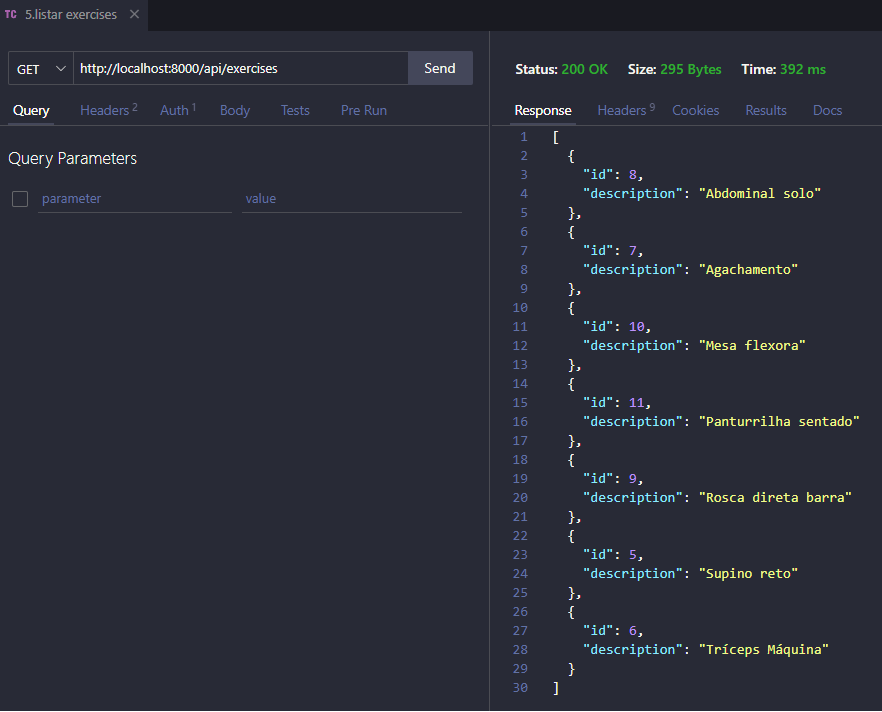 TC 5.listar exercises
GET http://localhost:8000/api/exercises Send
Query Headers 2 Auth 1 Body Tests Pre Run
Query Parameters
parameter value
Status: 200 OK Size: 295 Bytes Time: 392 ms
Response Headers 9 Cookies Results Docs
1 [
2 {
3 "id": 8,
4 "description": "Abdominal solo"
5 },
6 {
7 "id": 7,
8 "description": "Agachamento"
9 },
10 {
11 "id": 10,
12 "description": "Mesa flexora"
13 },
14 {
15 "id": 11,
16 "description": "Panturrilha sentado"
17 },
18 {
19 "id": 9,
20 "description": "Rosca direta barra"
21 },
22 {
23 "id": 5,
24 "description": "Supino reto"
25 },
26 {
27 "id": 6,
28 "description": "Tríceps Máquina"
29 }
30 ]